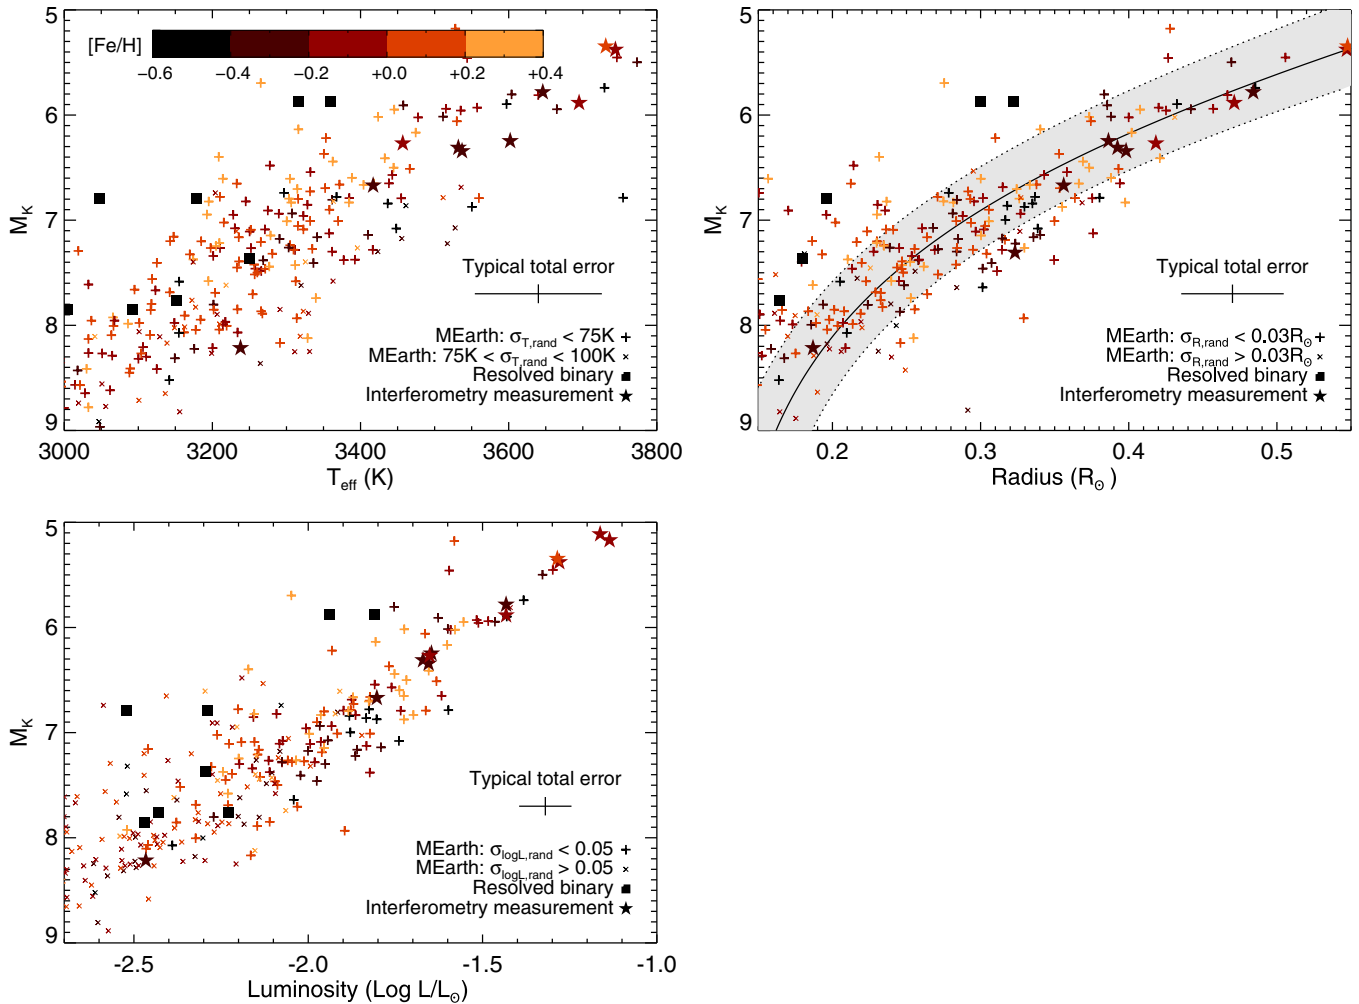 [Fe/H]
−0.6 −0.4 −0.2 +0.0 +0.2 +0.4
5
6
7
8
9
M_K
Typical total error
MEarth: σ_T,rand < 75K +
MEarth: 75K < σ_T,rand < 100K ×
Resolved binary ■
Interferometry measurement ★
3000 3200 3400 3600 3800
T_eff (K)
5
6
7
8
9
M_K
Typical total error
MEarth: σ_R,rand < 0.03R_⊙ +
MEarth: σ_R,rand > 0.03R_⊙ ×
Resolved binary ■
Interferometry measurement ★
0.2 0.3 0.4 0.5
Radius (R_⊙)
5
6
7
8
9
M_K
Typical total error
MEarth: σ_logL,rand < 0.05 +
MEarth: σ_logL,rand > 0.05 ×
Resolved binary ■
Interferometry measurement ★
-2.5 -2.0 -1.5 -1.0
Luminosity (Log L/L_⊙)